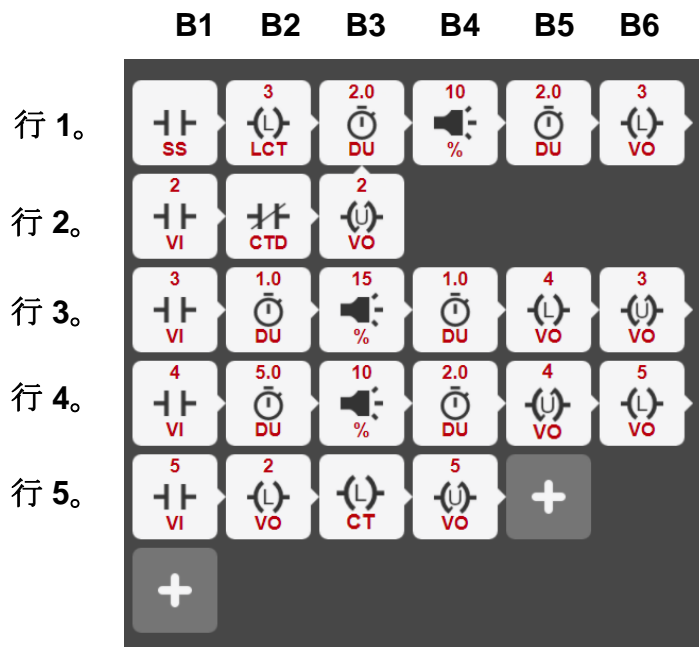 B1 B2 B3 B4 B5 B6
行 1。
3 2.0 10 2.0 3
L L
SS LCT DU % DU VO
行 2。
2 2
U
VI CTD VO
行 3。
3 1.0 15 1.0 4 3
L U
VI DU % DU VO VO
行 4。
4 5.0 10 2.0 4 5
U L
VI DU % DU VO VO
行 5。
5 2 5
L L U
VI VO CT VO